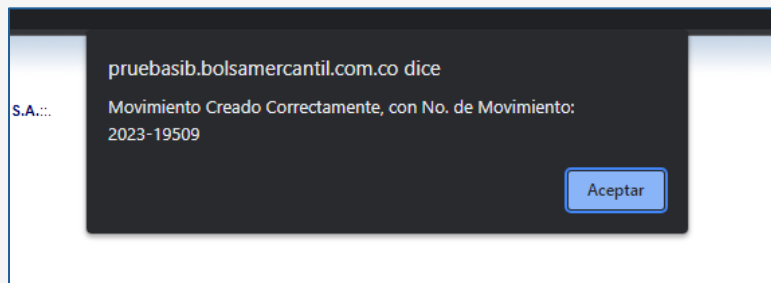 pruebasib.bolsamercantil.com.co dice
S.A.::.
Movimiento Creado Correctamente, con No. de Movimiento:
2023-19509
Aceptar